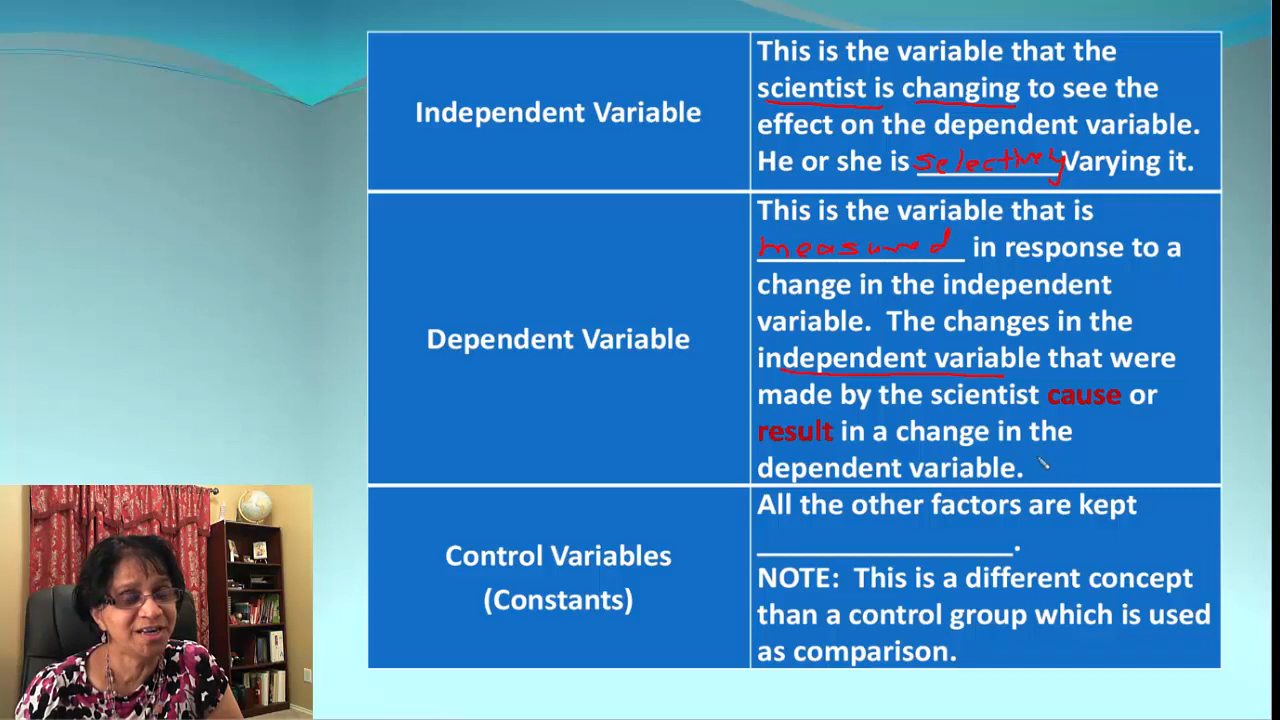 Independent Variable
This is the variable that the
scientist is changing to see the
effect on the dependent variable.
He or she is selectively Varying it.
Dependent Variable
This is the variable that is
measured in response to a
change in the independent
variable. The changes in the
independent variable that were
made by the scientist cause or
result in a change in the
dependent variable.
Control Variables
(Constants)
All the other factors are kept
____________________.
NOTE: This is a different concept
than a control group which is used
as comparison.